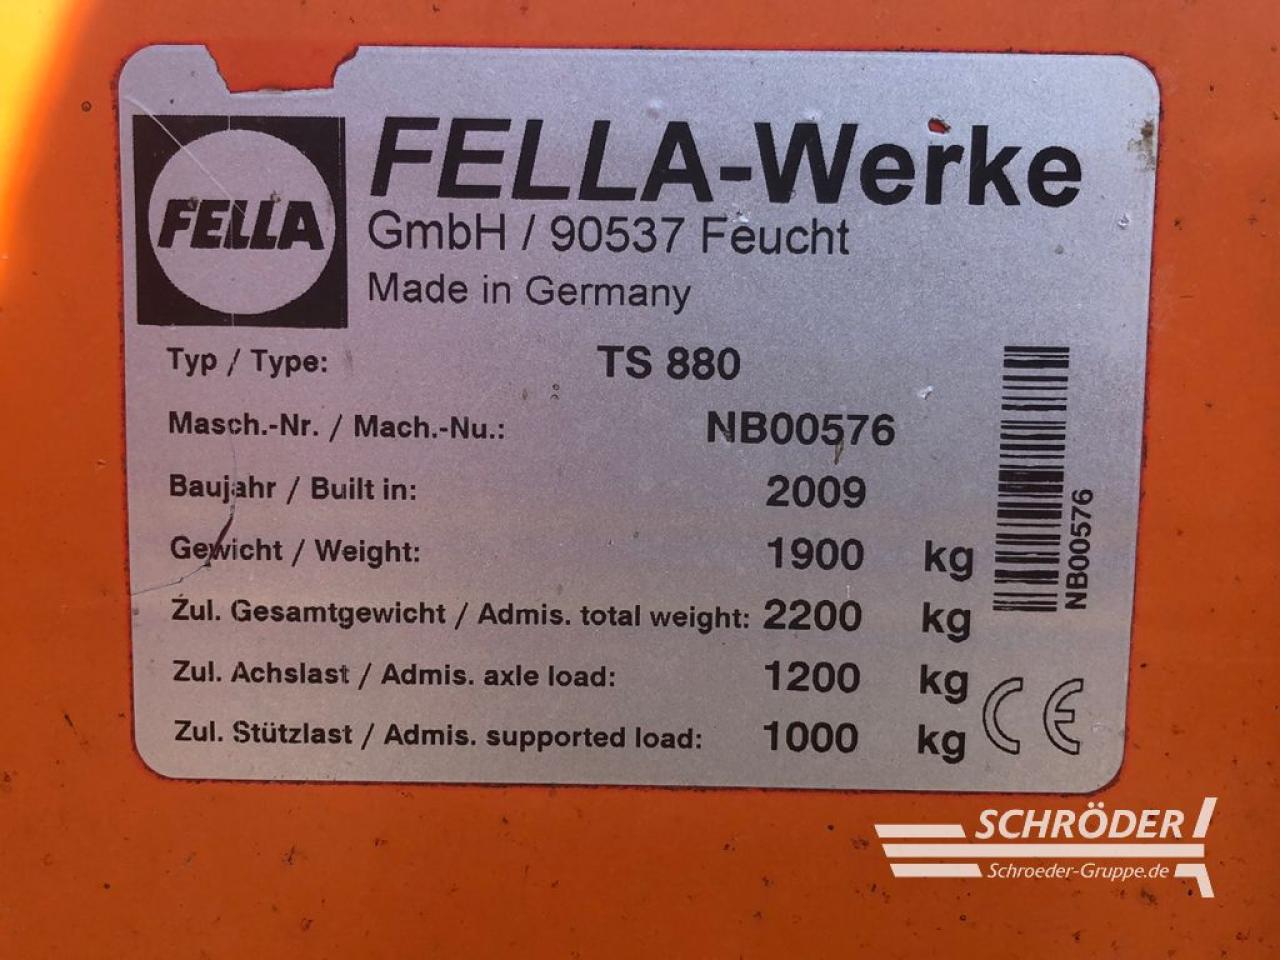 FELLA
FELLA-Werke
GmbH / 90537 Feucht
Made in Germany
Typ / Type: TS 880
Masch.-Nr. / Mach.-Nu.: NB00576
Baujahr / Built in: 2009
Gewicht / Weight: 1900 kg
Zul. Gesamtgewicht / Admis. total weight: 2200 kg
Zul. Achslast / Admis. axle load: 1200 kg
Zul. Stützlast / Admis. supported load: 1000 kg
NB00576
CE
SCHRÖDER
Schroeder-Gruppe.de